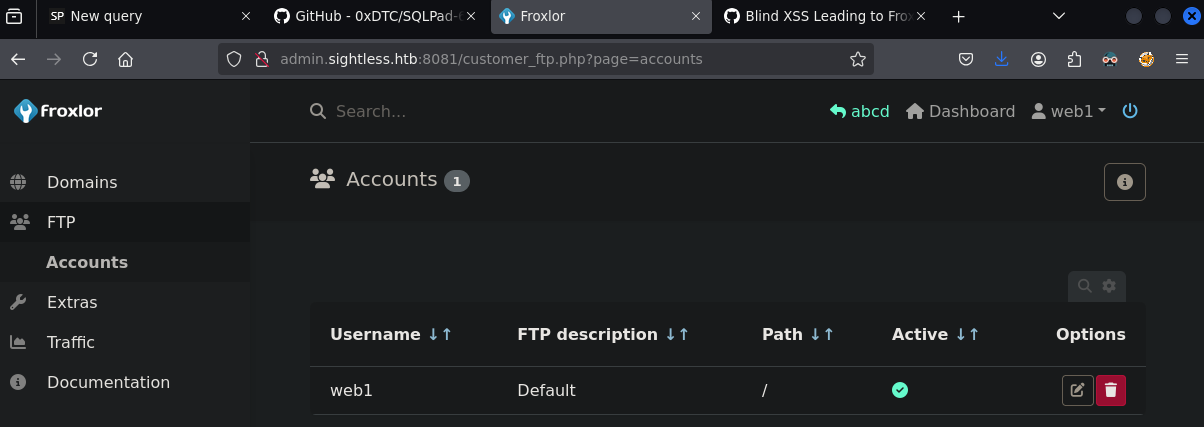 SP New query
GitHub - 0xDTC/SQLPad-
Froxlor
Blind XSS Leading to Fro
admin.sightless.htb:8081/customer_ftp.php?page=accounts
froxlor
Search...
abcd
Dashboard
web1
Domains
FTP
Accounts
Extras
Traffic
Documentation
Accounts 1
Username FTP description Path Active Options
web1 Default /